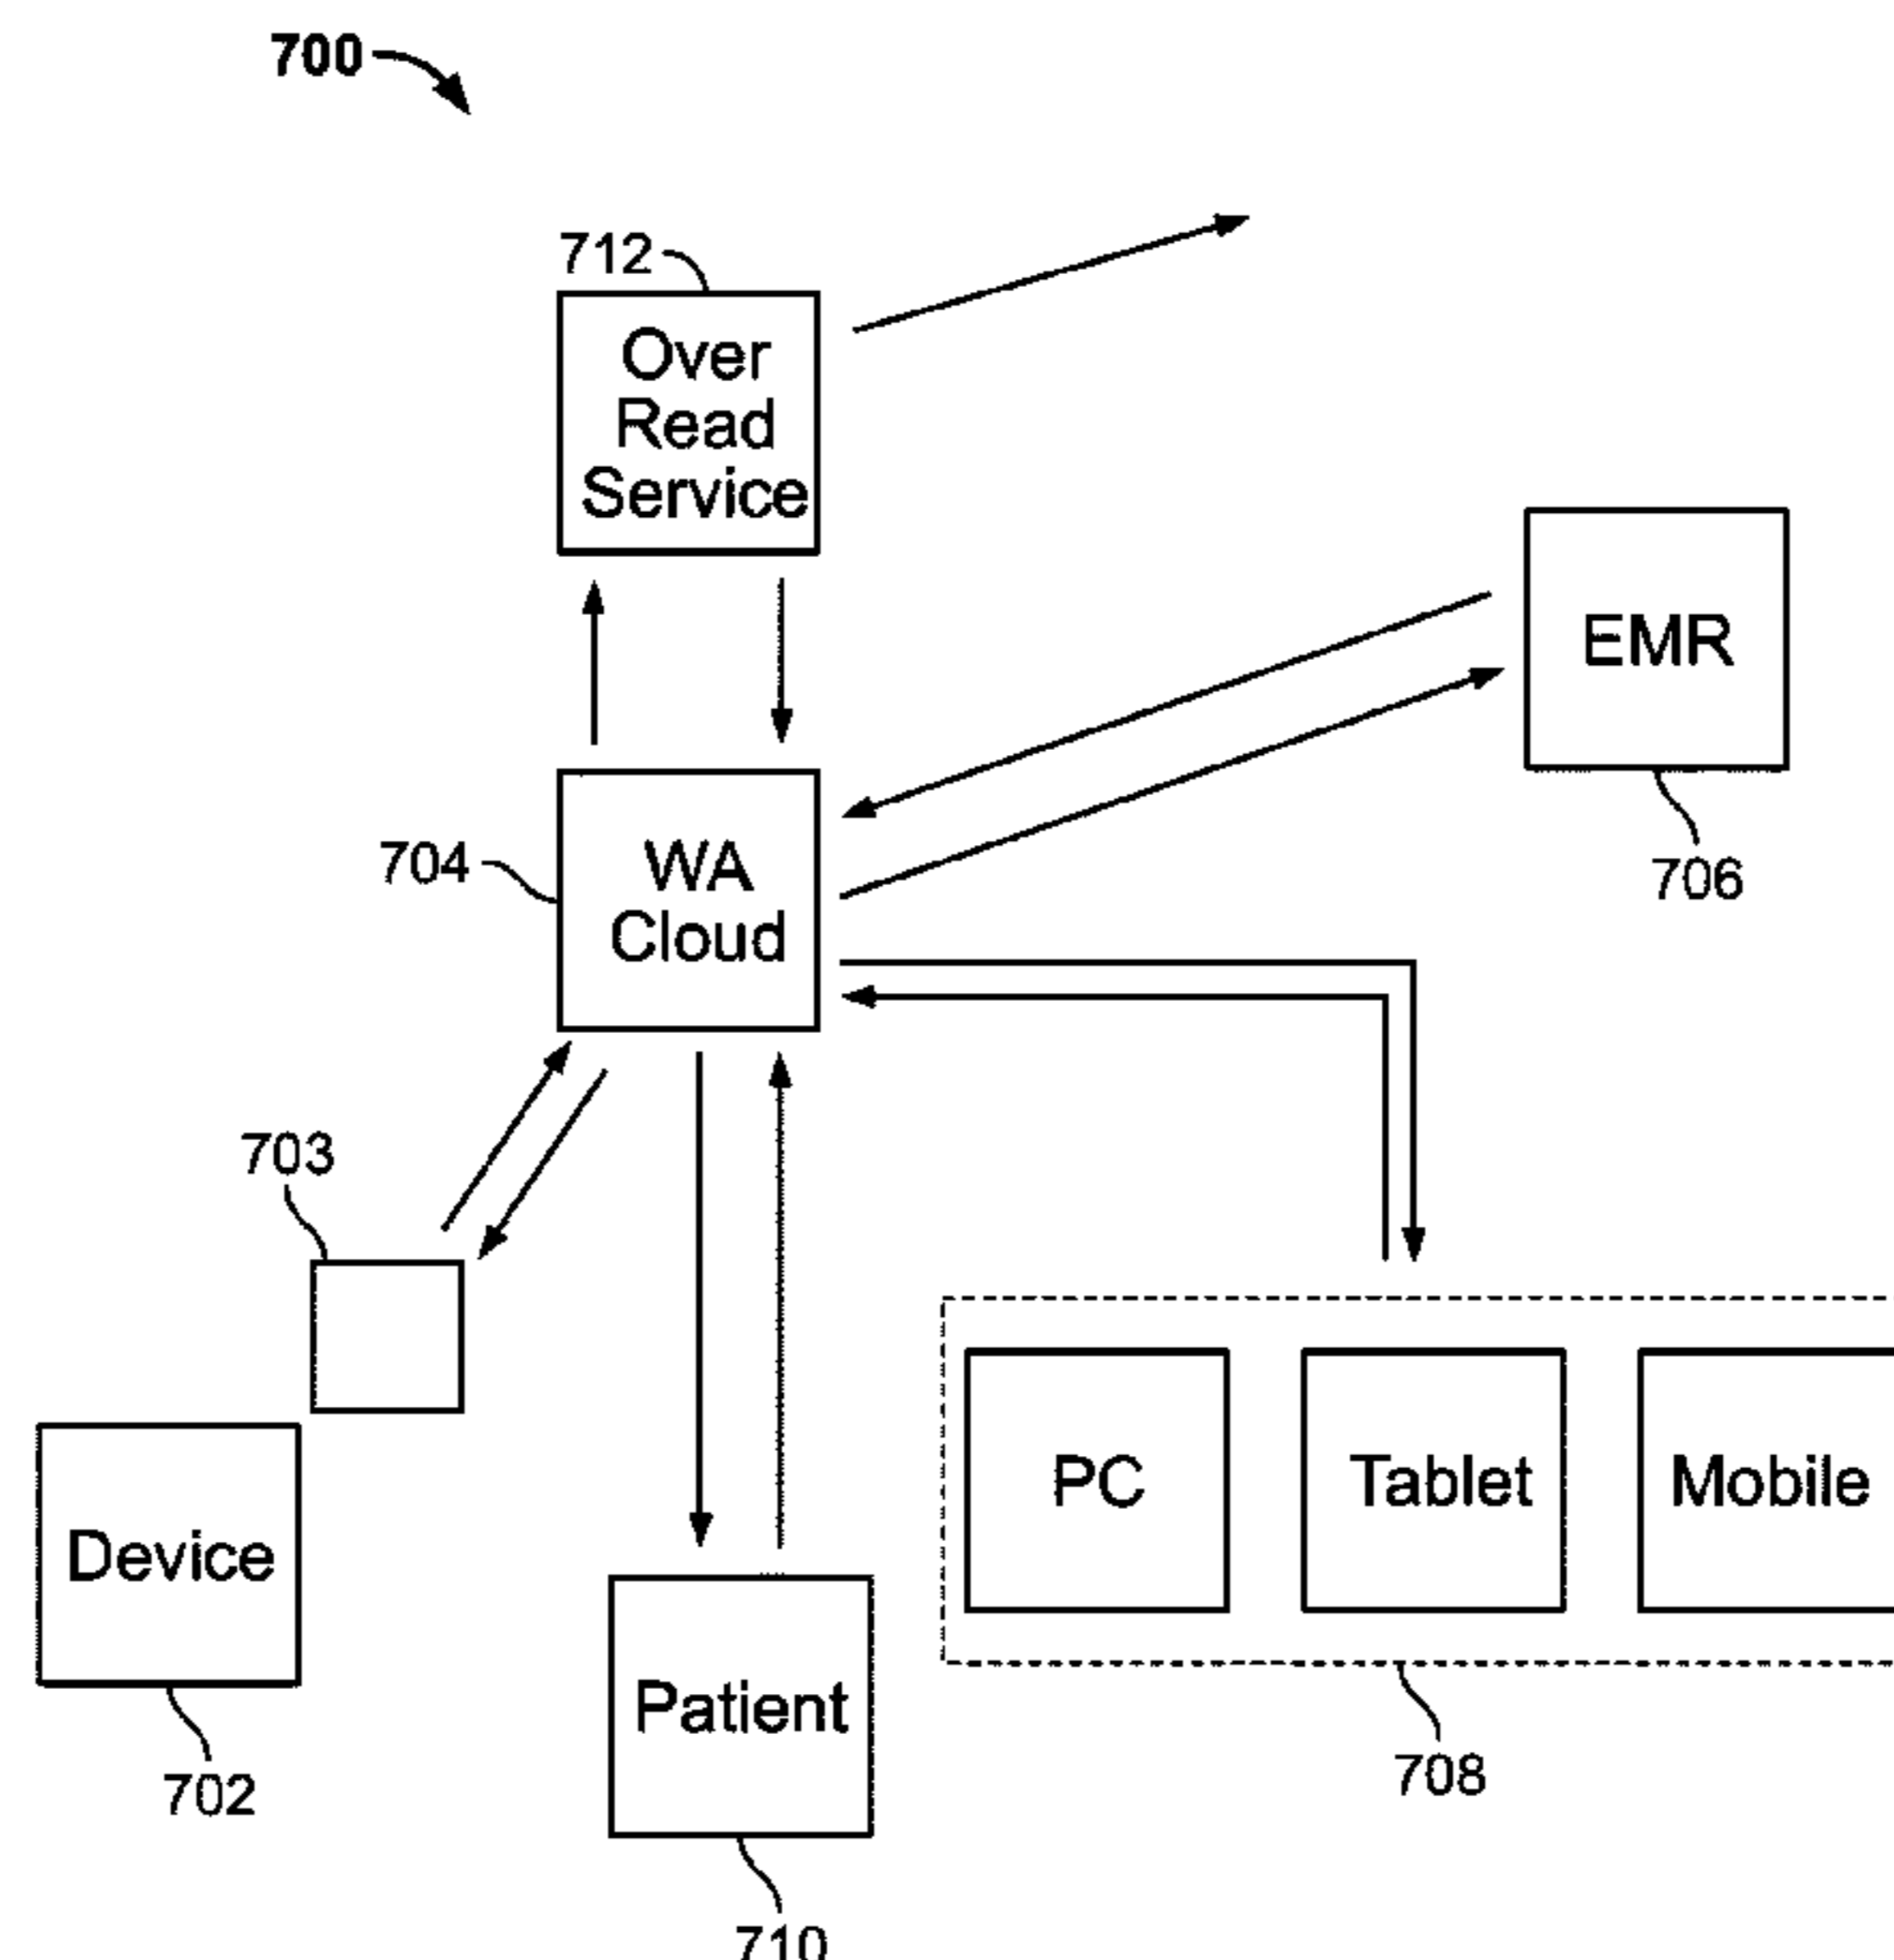 700
712
Over
Read
Service
EMR
706
704
WA
Cloud
703
Device
702
Patient
710
PC
Tablet
Mobile
708